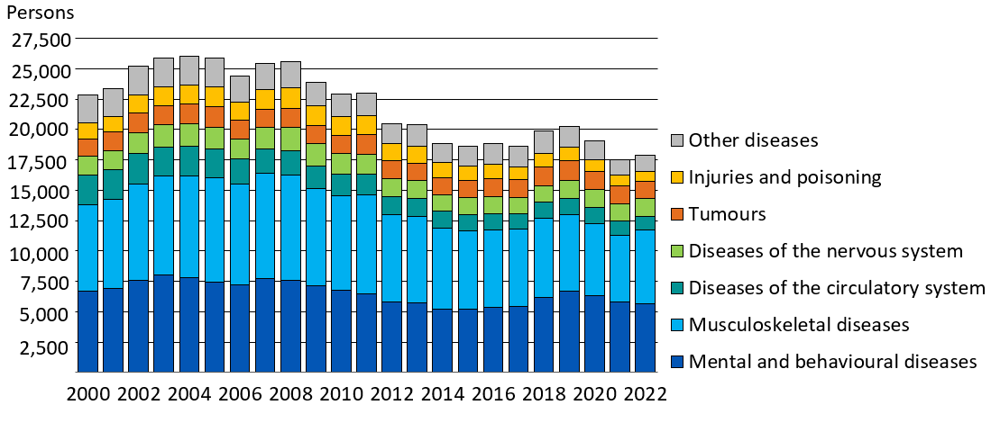 Persons
27,500
25,000
22,500
20,000
17,500
15,000
12,500
10,000
7,500
5,000
2,500
2000 2002 2004 2006 2008 2010 2012 2014 2016 2018 2020 2022
Other diseases
Injuries and poisoning
Tumours
Diseases of the nervous system
Diseases of the circulatory system
Musculoskeletal diseases
Mental and behavioural diseases